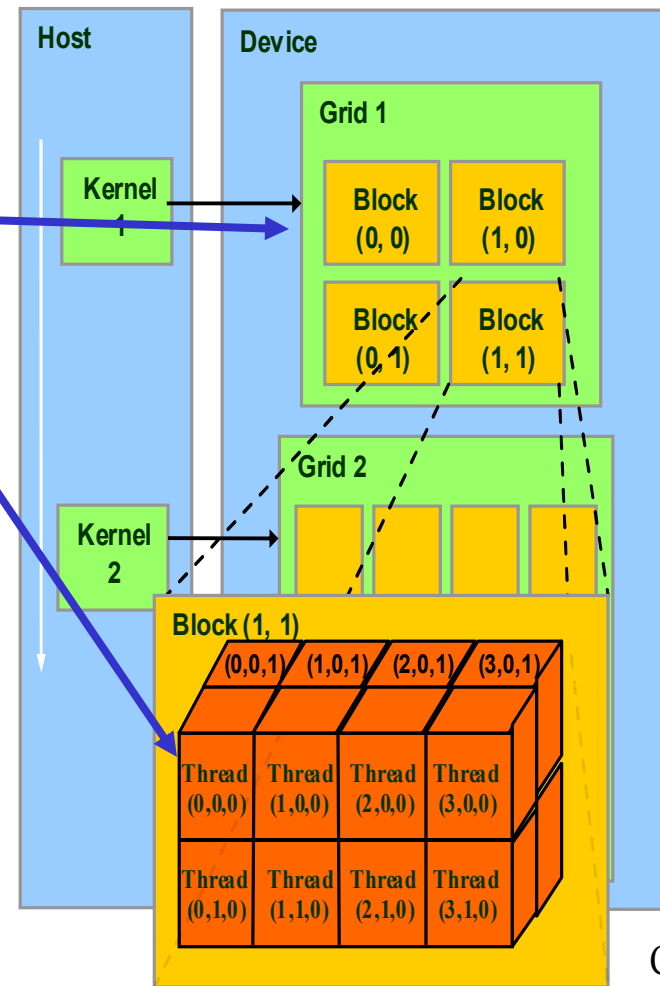 Host
Device
Grid 1
Kernel
1
Block
(0, 0)
Block
(1, 0)
Block
(0, 1)
Block
(1, 1)
Grid 2
Kernel
2
Block (1, 1)
(0,0,1)
(1,0,1)
(2,0,1)
(3,0,1)
Thread
(0,0,0)
Thread
(1,0,0)
Thread
(2,0,0)
Thread
(3,0,0)
Thread
(0,1,0)
Thread
(1,1,0)
Thread
(2,1,0)
Thread
(3,1,0)